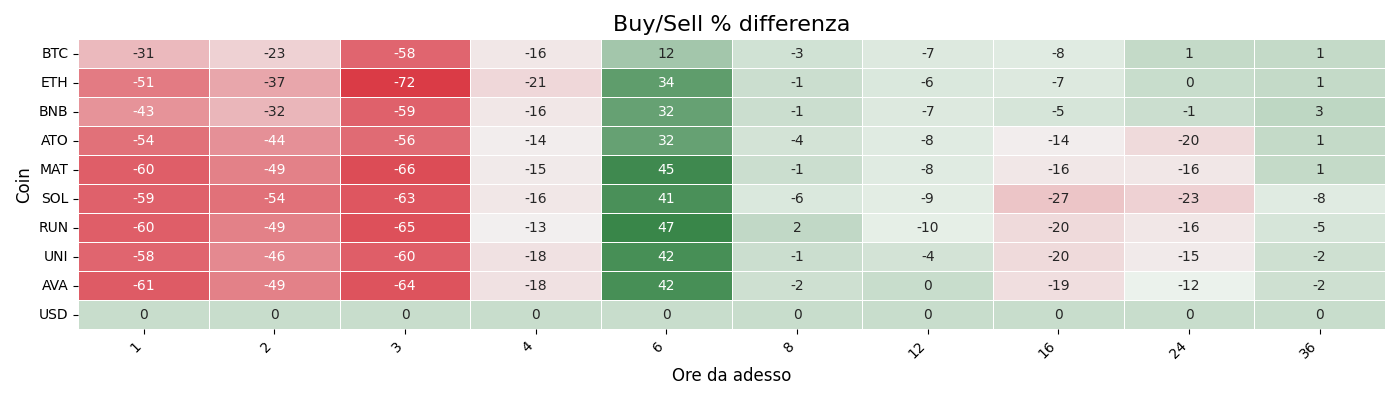 Buy/Sell % differenza
BTC -31 -23 -58 -16 12 -3 -7 -8 1 1
ETH -51 -37 -72 -21 34 -1 -6 -7 0 1
BNB -43 -32 -59 -16 32 -1 -7 -5 -1 3
ATO -54 -44 -56 -14 32 -4 -8 -14 -20 1
MAT -60 -49 -66 -15 45 -1 -8 -16 -16 1
SOL -59 -54 -63 -16 41 -6 -9 -27 -23 -8
RUN -60 -49 -65 -13 47 2 -10 -20 -16 -5
UNI -58 -46 -60 -18 42 -1 -4 -20 -15 -2
AVA -61 -49 -64 -18 42 -2 0 -19 -12 -2
USD 0 0 0 0 0 0 0 0 0 0
Coin
1 2 3 4 6 8 12 16 24 36
Ore da adesso